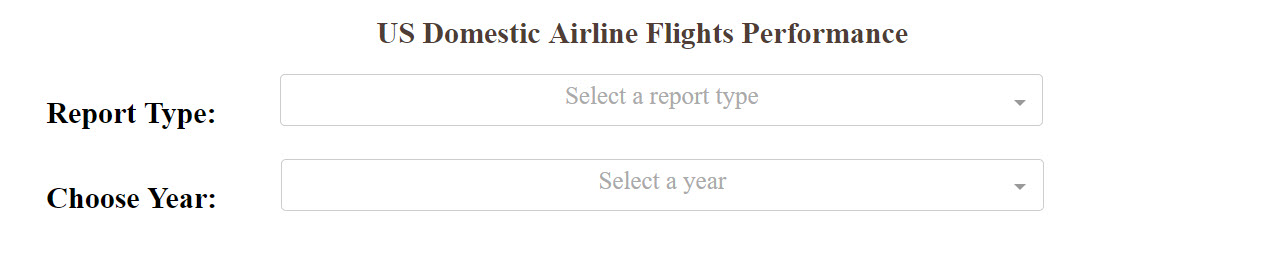 US Domestic Airline Flights Performance
Report Type:
Select a report type
Choose Year:
Select a year